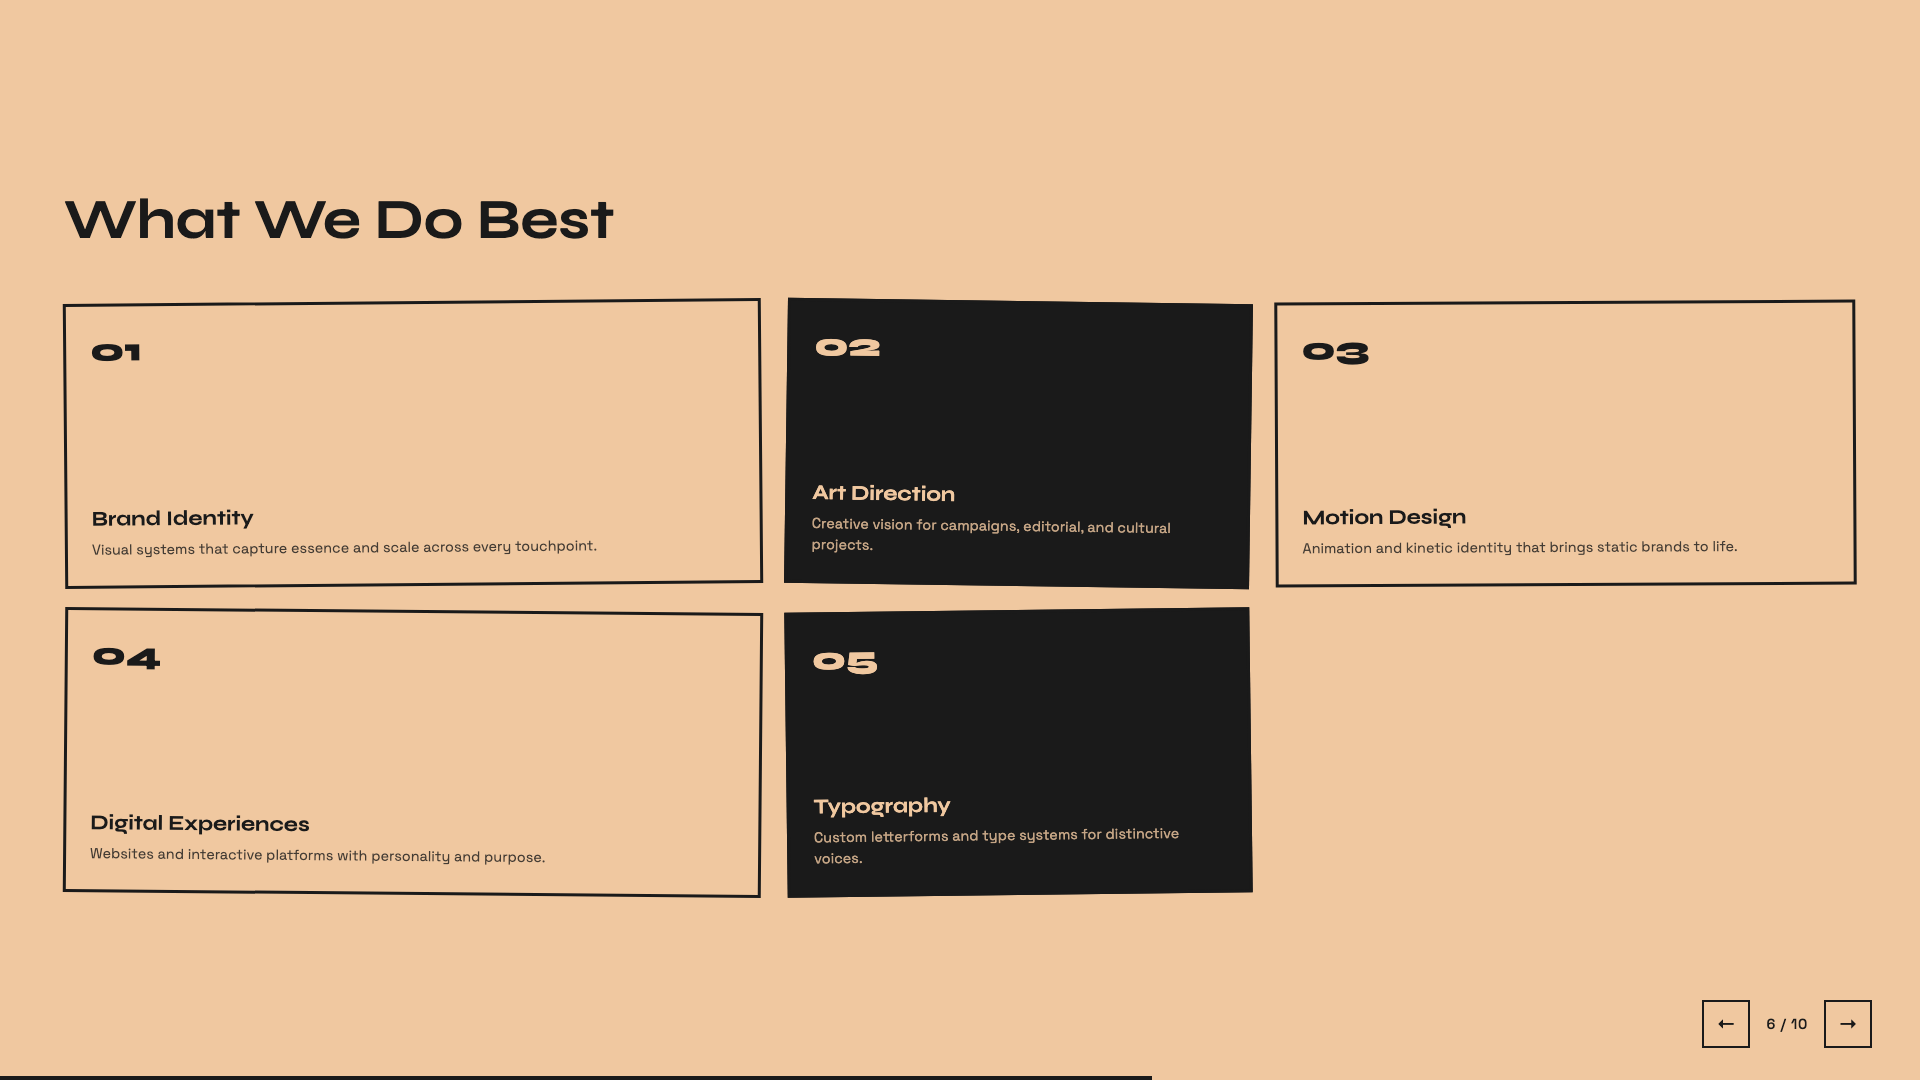 What We Do Best
01
Brand Identity
Visual systems that capture essence and scale across every touchpoint.
02
Art Direction
Creative vision for campaigns, editorial, and cultural
projects.
03
Motion Design
Animation and kinetic identity that brings static brands to life.
04
Digital Experiences
Websites and interactive platforms with personality and purpose.
05
Typography
Custom letterforms and type systems for distinctive
voices.
← 6 / 10 →